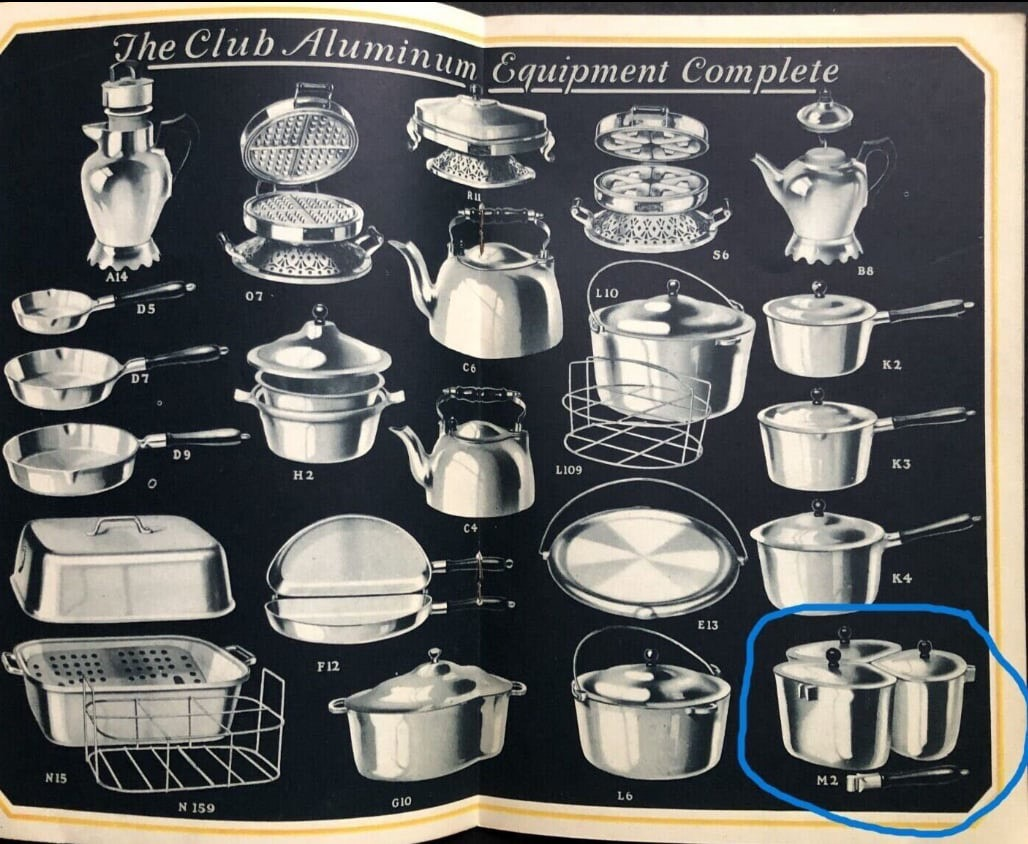 The Club Aluminum Equipment Complete
A14
O7
R11
S6
B8
D5
L10
C6
K2
D7
D9
H2
L109
K3
C4
K4
E13
F12
M2
N15
N 159
G10
L6